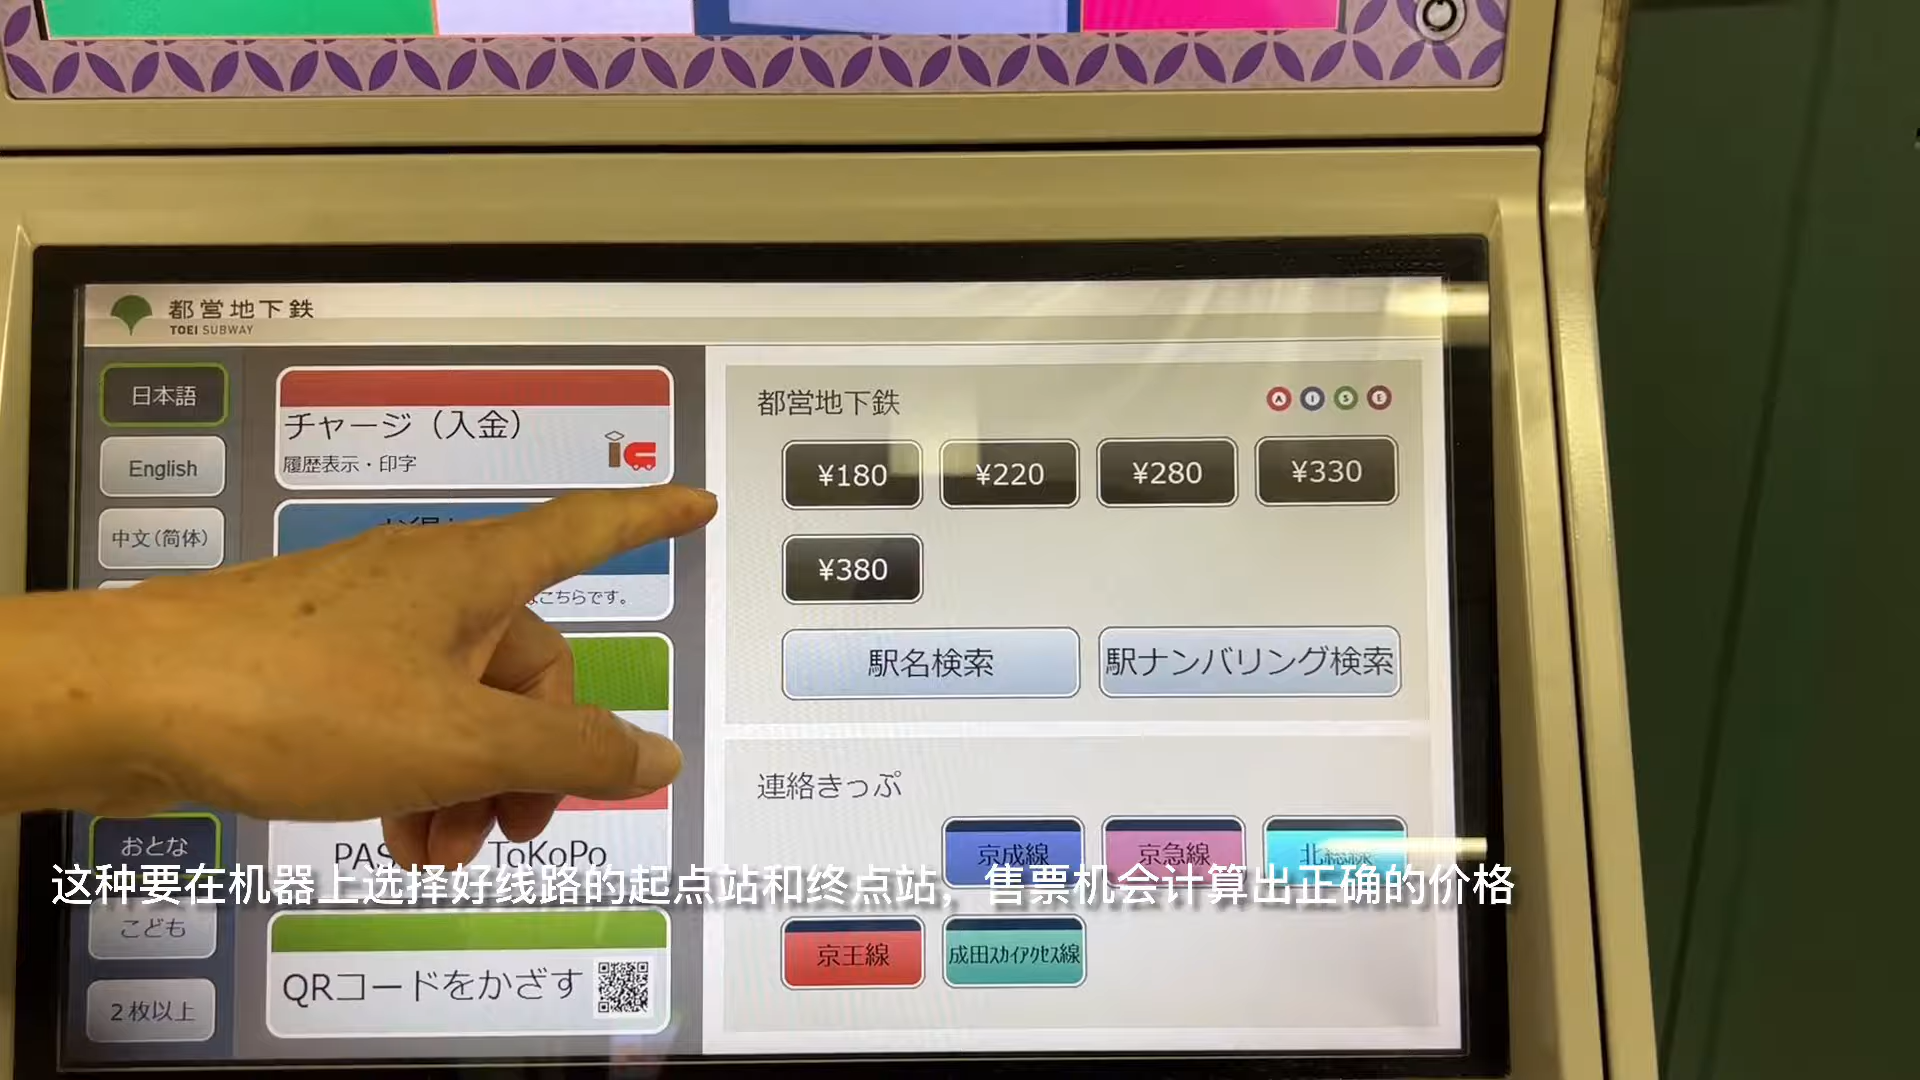 都営地下鉄
TOEI SUBWAY
日本語
English
中文(简体)
おとな
こども
2枚以上
チャージ（入金）
履歴表示・印字
こちらです。
ToKoPo
QRコードをかざす
都営地下鉄
A I S E
¥180 ¥220 ¥280 ¥330
¥380
駅名検索 駅ナンバリング検索
連絡きっぷ
京成線 京急線
京王線 成田スカイアクセス線
这种要在机器上选择好线路的起点站和终点站，售票机会计算出正确的价格